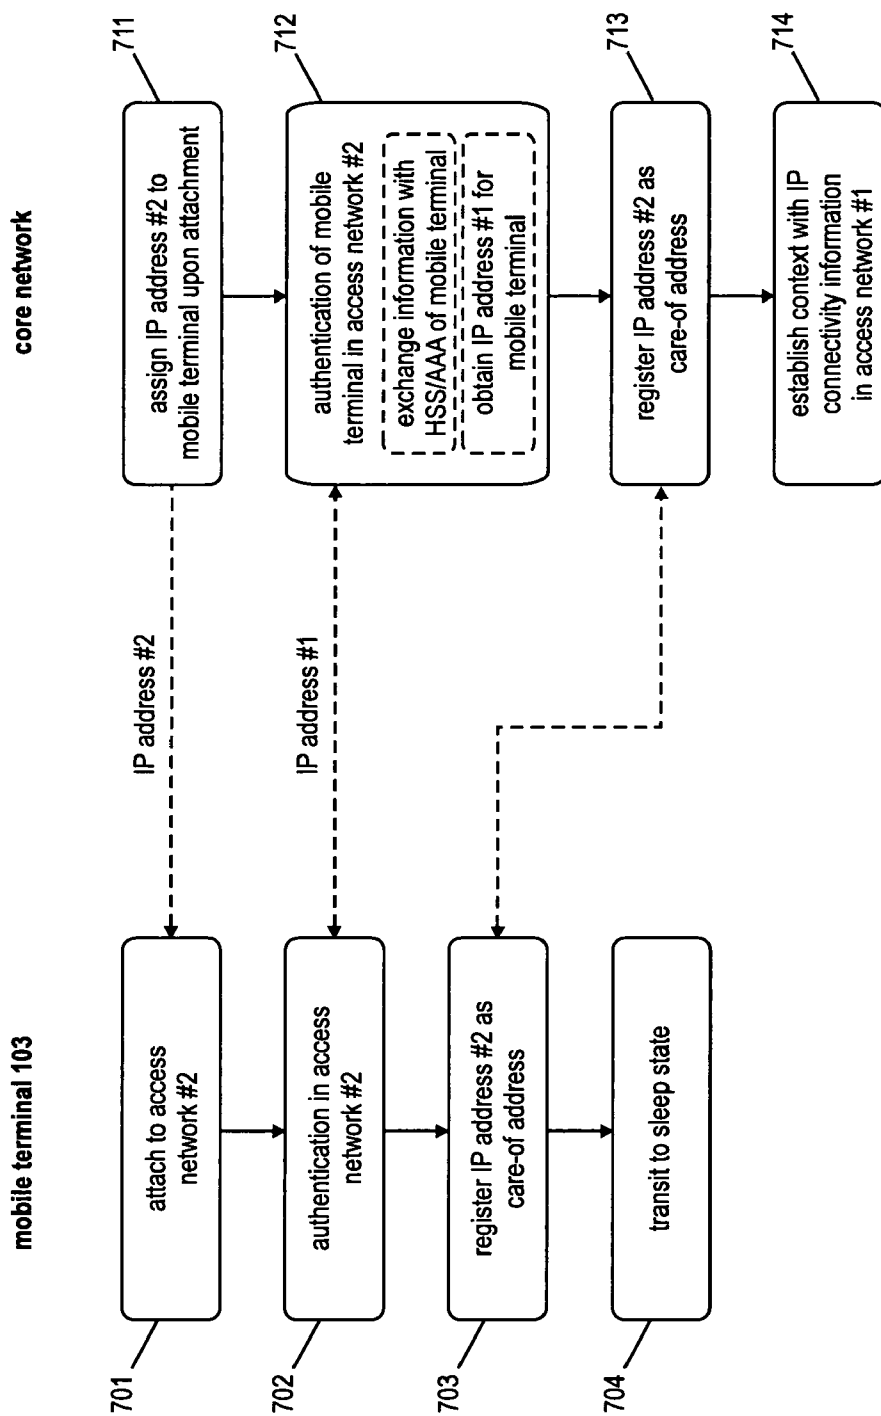 mobile terminal 103
core network
701
attach to access
network #2
IP address #2
711
assign IP address #2 to
mobile terminal upon attachment
702
authentication in access
network #2
IP address #1
712
authentication of mobile
terminal in access network #2
exchange information with
HSS/AAA of mobile terminal
obtain IP address #1 for
mobile terminal
703
register IP address #2 as
care-of address
713
register IP address #2 as
care-of address
704
transit to sleep state
714
establish context with IP
connectivity information
in access network #1